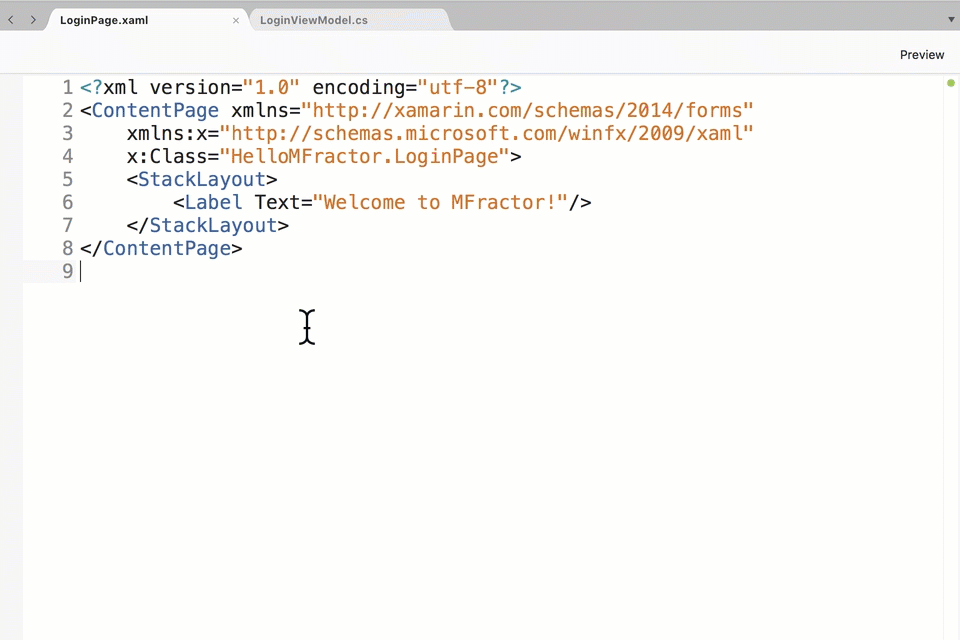 LoginPage.xaml × LoginViewModel.cs
Preview
1 <?xml version="1.0" encoding="utf-8"?>
2 <ContentPage xmlns="http://xamarin.com/schemas/2014/forms"
3     xmlns:x="http://schemas.microsoft.com/winfx/2009/xaml"
4     x:Class="HelloMFractor.LoginPage">
5     <StackLayout>
6         <Label Text="Welcome to MFractor!"/>
7     </StackLayout>
8 </ContentPage>
9